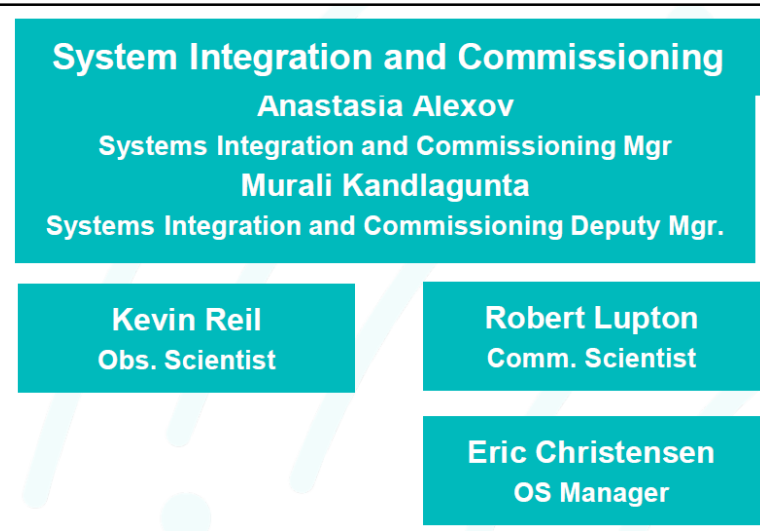 System Integration and Commissioning
Anastasia Alexov
Systems Integration and Commissioning Mgr
Murali Kandlagunta
Systems Integration and Commissioning Deputy Mgr.
Kevin Reil
Obs. Scientist
Robert Lupton
Comm. Scientist
Eric Christensen
OS Manager